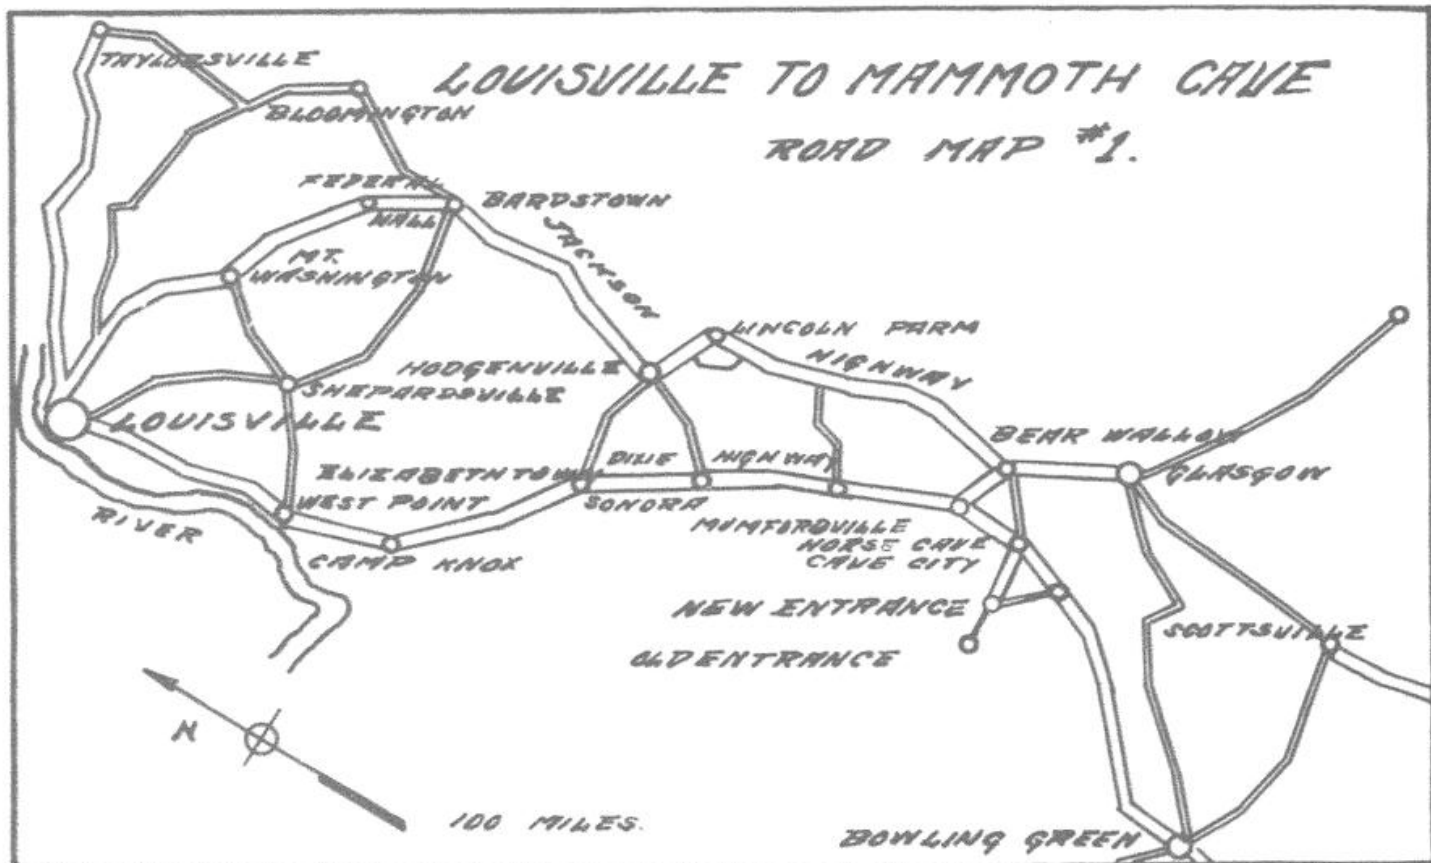 TAYLORSVILLE
LOUISVILLE TO MAMMOTH CAVE
ROAD MAP #1.
BLOOMINGTON
FEDERAL
HALL
BARDSTOWN
JACKSON
MT.
WASHINGTON
LINCOLN FARM
HIGHWAY
HODGENVILLE
SHEPARDSVILLE
LOUISVILLE
BEAR WALLOW
GLASGOW
ELIZABETHTOWN
DIXIE HIGHWAY
WEST POINT
SONORA
RIVER
MUMFORDVILLE
HORSE CAVE
CAVE CITY
CAMP KNOX
NEW ENTRANCE
OLD ENTRANCE
SCOTTSVILLE
N
100 MILES.
BOWLING GREEN